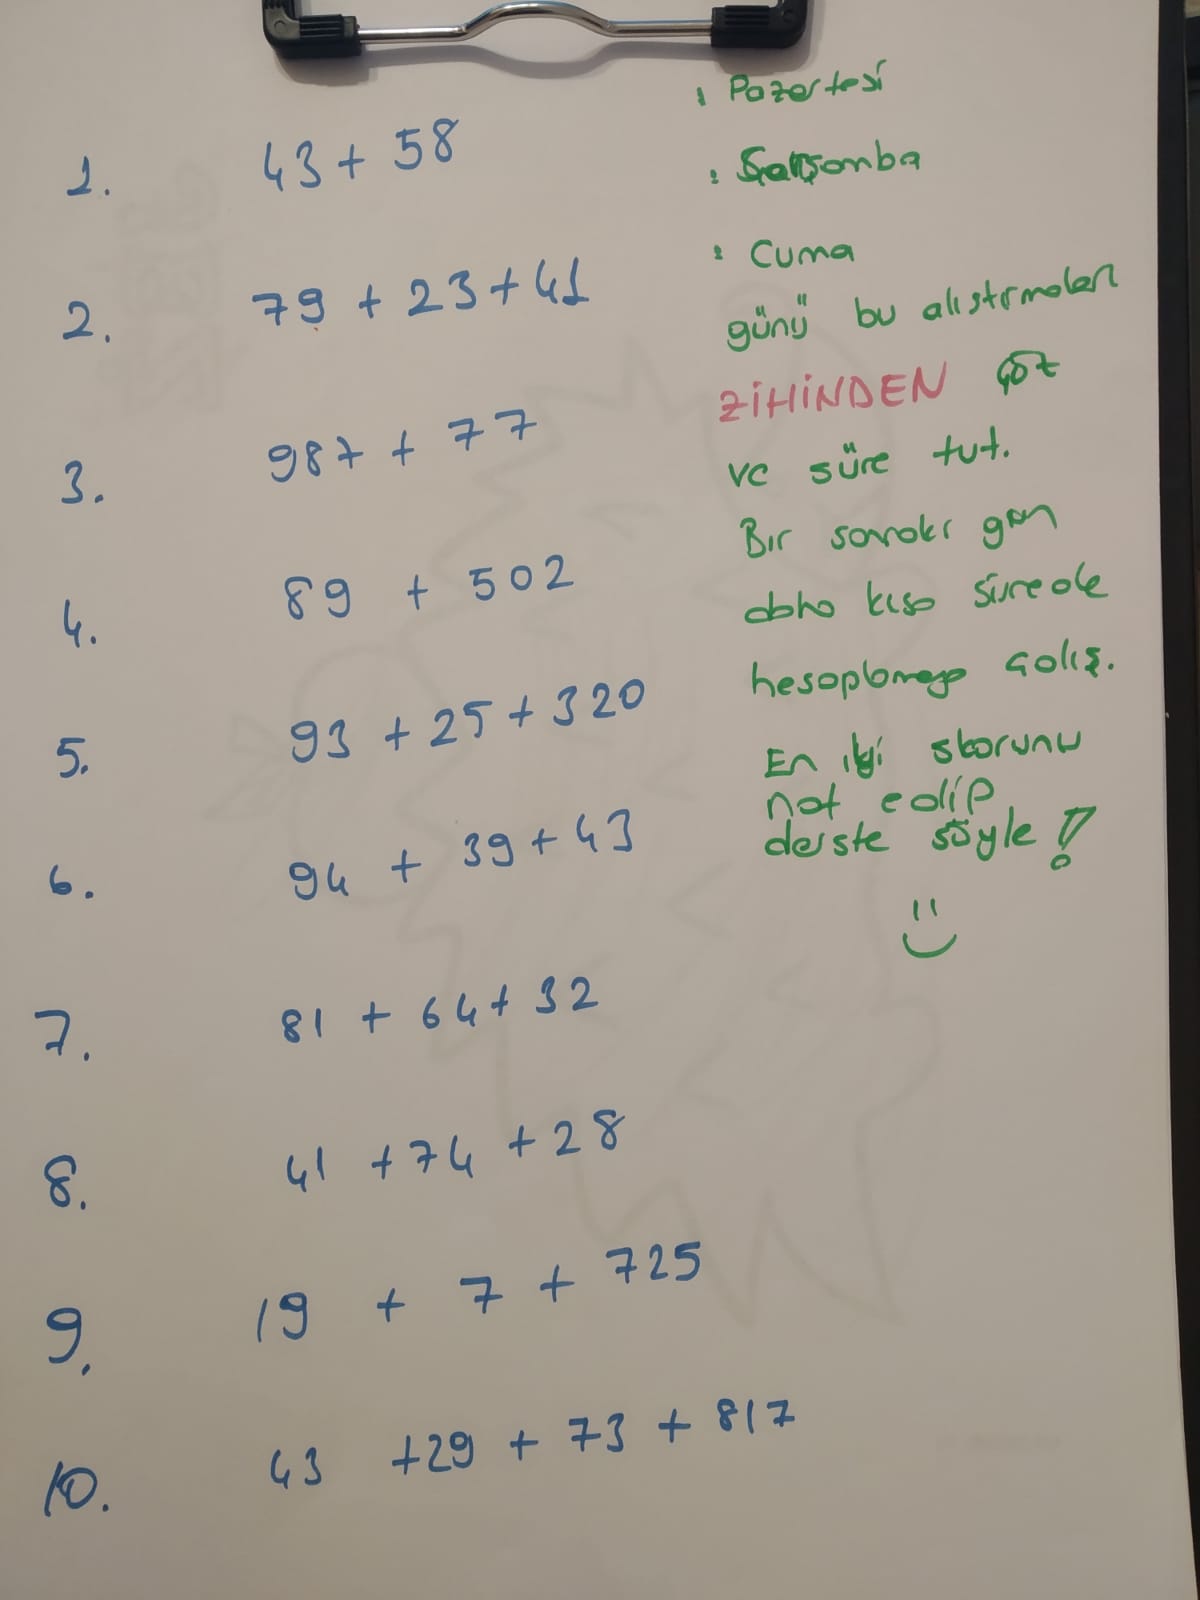 1. 43 + 58
2. 79 + 23 + 41
3. 987 + 77
4. 89 + 502
5. 93 + 25 + 320
6. 94 + 39 + 43
7. 81 + 64 + 32
8. 41 + 74 + 28
9. 19 + 7 + 725
10. 43 + 29 + 73 + 817
: Pazartesi
: Çarşamba
: Cuma
günü bu alıştırmaları
ZİHİNDEN çöz
ve süre tut.
Bir sonraki gün
daha kısa sürede
hesaplamaya çalış.
En iyi skorunu
not edip
derste söyle!